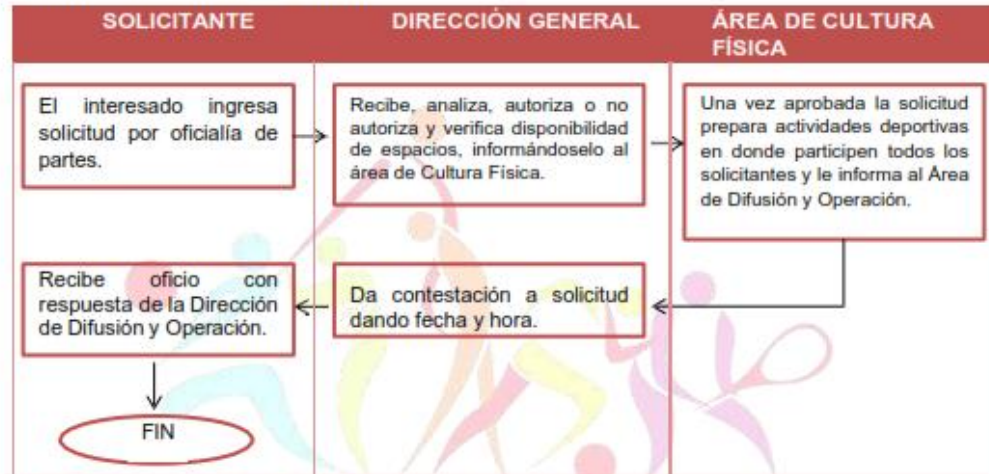 SOLICITANTE
DIRECCIÓN GENERAL
ÁREA DE CULTURA
FÍSICA
El interesado ingresa
solicitud por oficialía de
partes.
Recibe, analiza, autoriza o no
autoriza y verifica disponibilidad
de espacios, informándoselo al
área de Cultura Física.
Una vez aprobada la solicitud
prepara actividades deportivas
en donde participen todos los
solicitantes y le informa al Área
de Difusión y Operación.
Da contestación a solicitud
dando fecha y hora.
Recibe oficio con
respuesta de la Dirección
de Difusión y Operación.
FIN